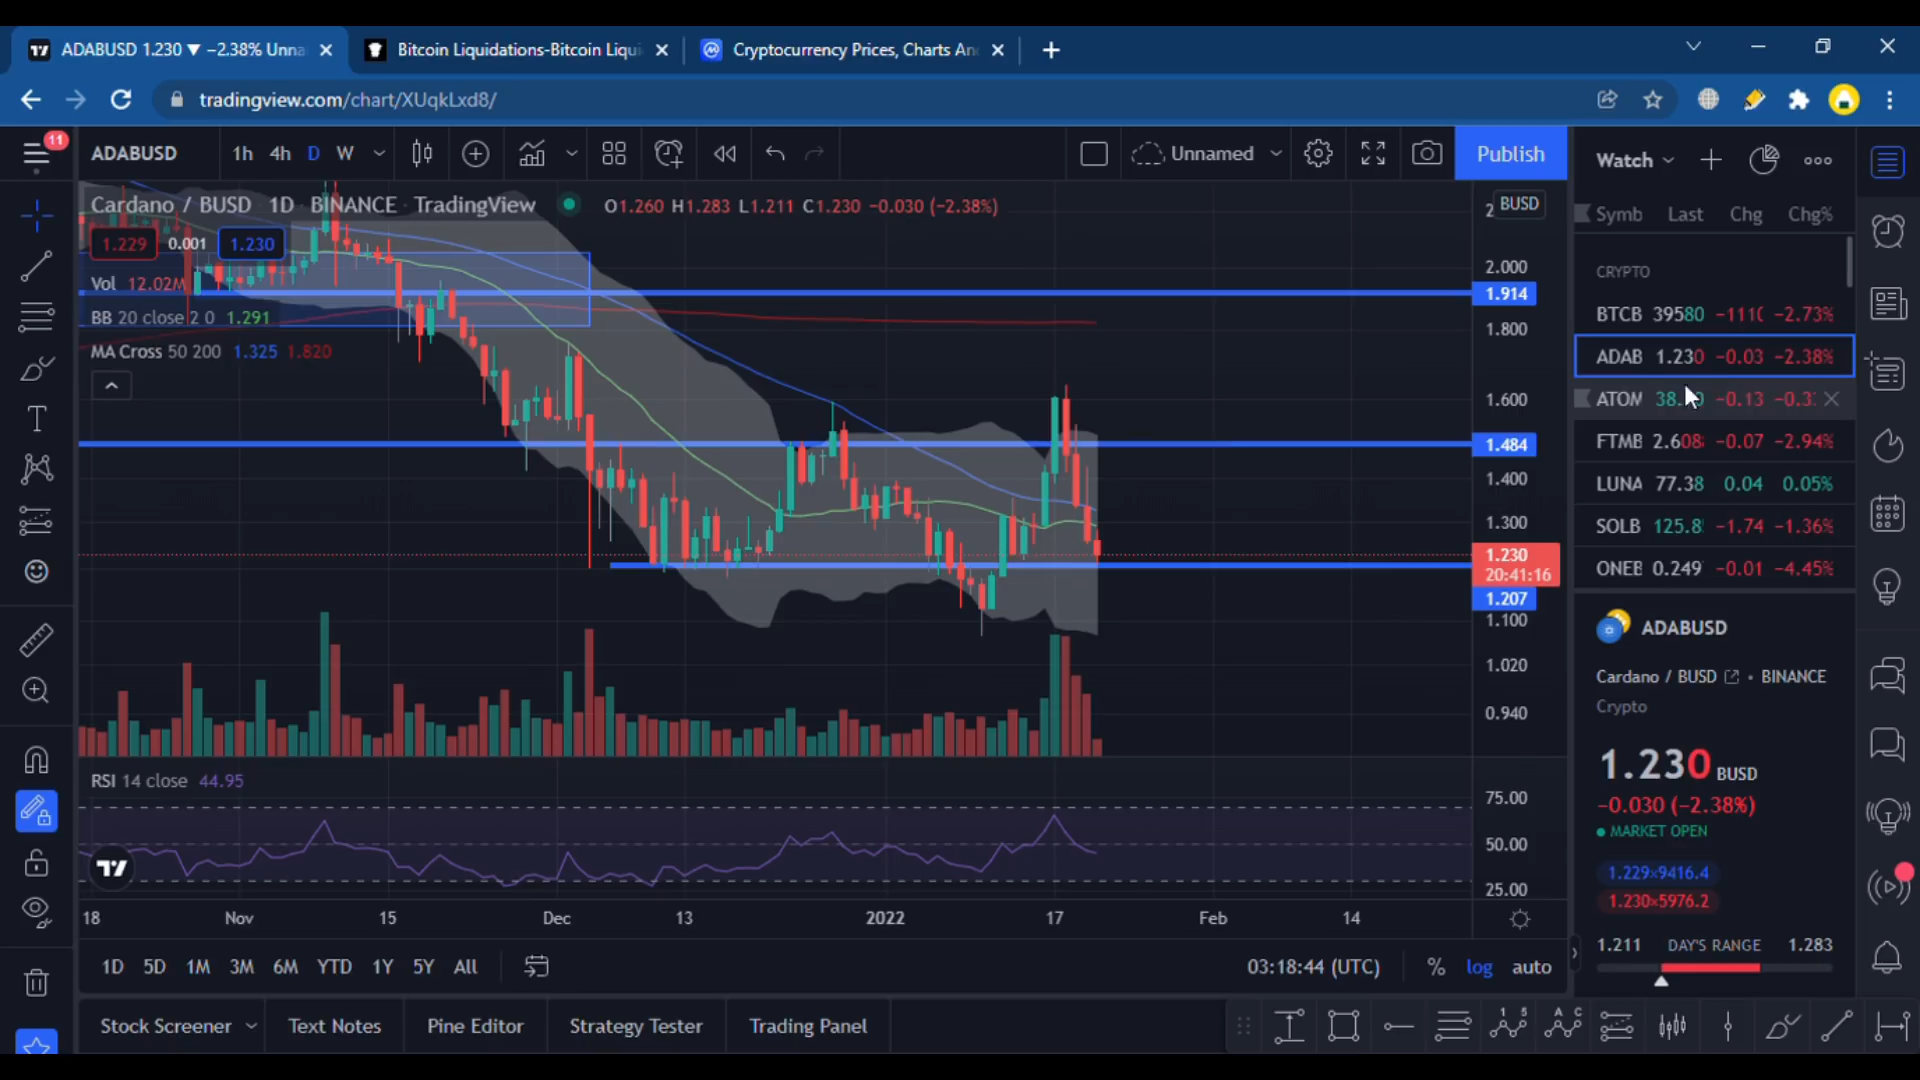 ADABUSD 1.230 ▼ −2.38% Unna
Bitcoin Liquidations-Bitcoin Liqui
Cryptocurrency Prices, Charts An
tradingview.com/chart/XUqkLxd8/
11
ADABUSD
1h 4h D W
Unnamed
Publish
Watch
Symb Last Chg Chg%
Cardano / BUSD 1D BINANCE TradingView
O1.260 H1.283 L1.211 C1.230 −0.030 (−2.38%)
1.229 0.001 1.230
Vol 12.02M
BB 20 close 2 0 1.291
MA Cross 50 200 1.325 1.820
BUSD
2.000
1.914
1.800
1.600
1.484
1.400
1.300
1.230
20:41:16
1.207
1.100
1.020
0.940
RSI 14 close 44.95
75.00
50.00
25.00
18 Nov 15 Dec 13 2022 17 Feb 14
1D 5D 1M 3M 6M YTD 1Y 5Y All
03:18:44 (UTC) % log auto
Stock Screener Text Notes Pine Editor Strategy Tester Trading Panel
CRYPTO
BTCB 39580 −1110 −2.73%
ADAB 1.230 −0.03 −2.38%
ATOM 38. −0.13 −0.3
FTMB 2.608 −0.07 −2.94%
LUNA 77.38 0.04 0.05%
SOLB 125.8 −1.74 −1.36%
ONEB 0.249 −0.01 −4.45%
ADABUSD
Cardano / BUSD • BINANCE
Crypto
1.230 BUSD
−0.030 (−2.38%)
MARKET OPEN
1.229×9416.4
1.230×5976.2
1.211 DAY'S RANGE 1.283